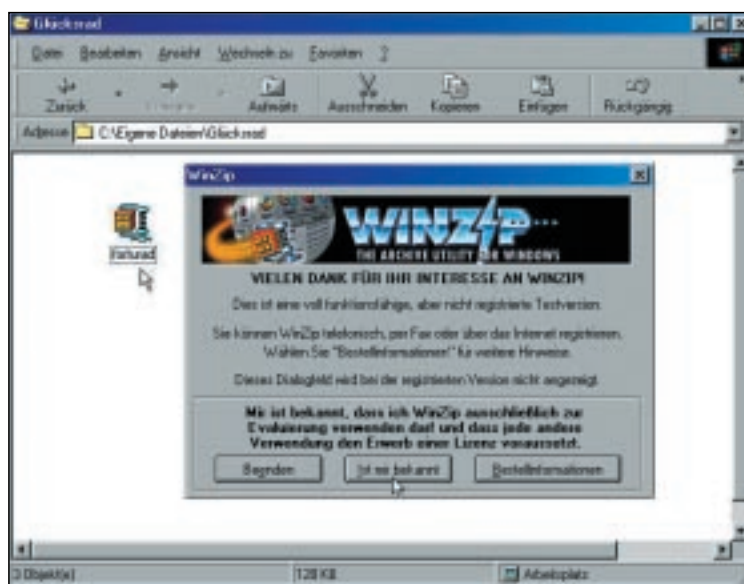 Glücksrad
Datei Bearbeiten Ansicht Wechseln zu Favoriten ?
Zurück Aufwärts Ausschneiden Kopieren Einfügen Rückgängig
Adresse C:\Eigene Dateien\Glücksrad
WinZip
WINZIP
THE ARCHIVE UTILITY FOR WINDOWS
VIELEN DANK FÜR IHR INTERESSE AN WINZIP!
Dies ist eine voll funktionsfähige, aber nicht registrierte Testversion.
Sie können WinZip telefonisch, per Fax oder über das Internet registrieren.
Wählen Sie "Bestellinformationen!" für weitere Hinweise.
Dieses Dialogfeld wird bei der registrierten Version nicht angezeigt.
Mir ist bekannt, dass ich WinZip ausschließlich zur
Evaluierung verwenden darf und dass jede andere
Verwendung den Erwerb einer Lizenz voraussetzt.
Beenden Ist mir bekannt Bestellinformationen
3 Objekt(e) 128 KB Arbeitsplatz